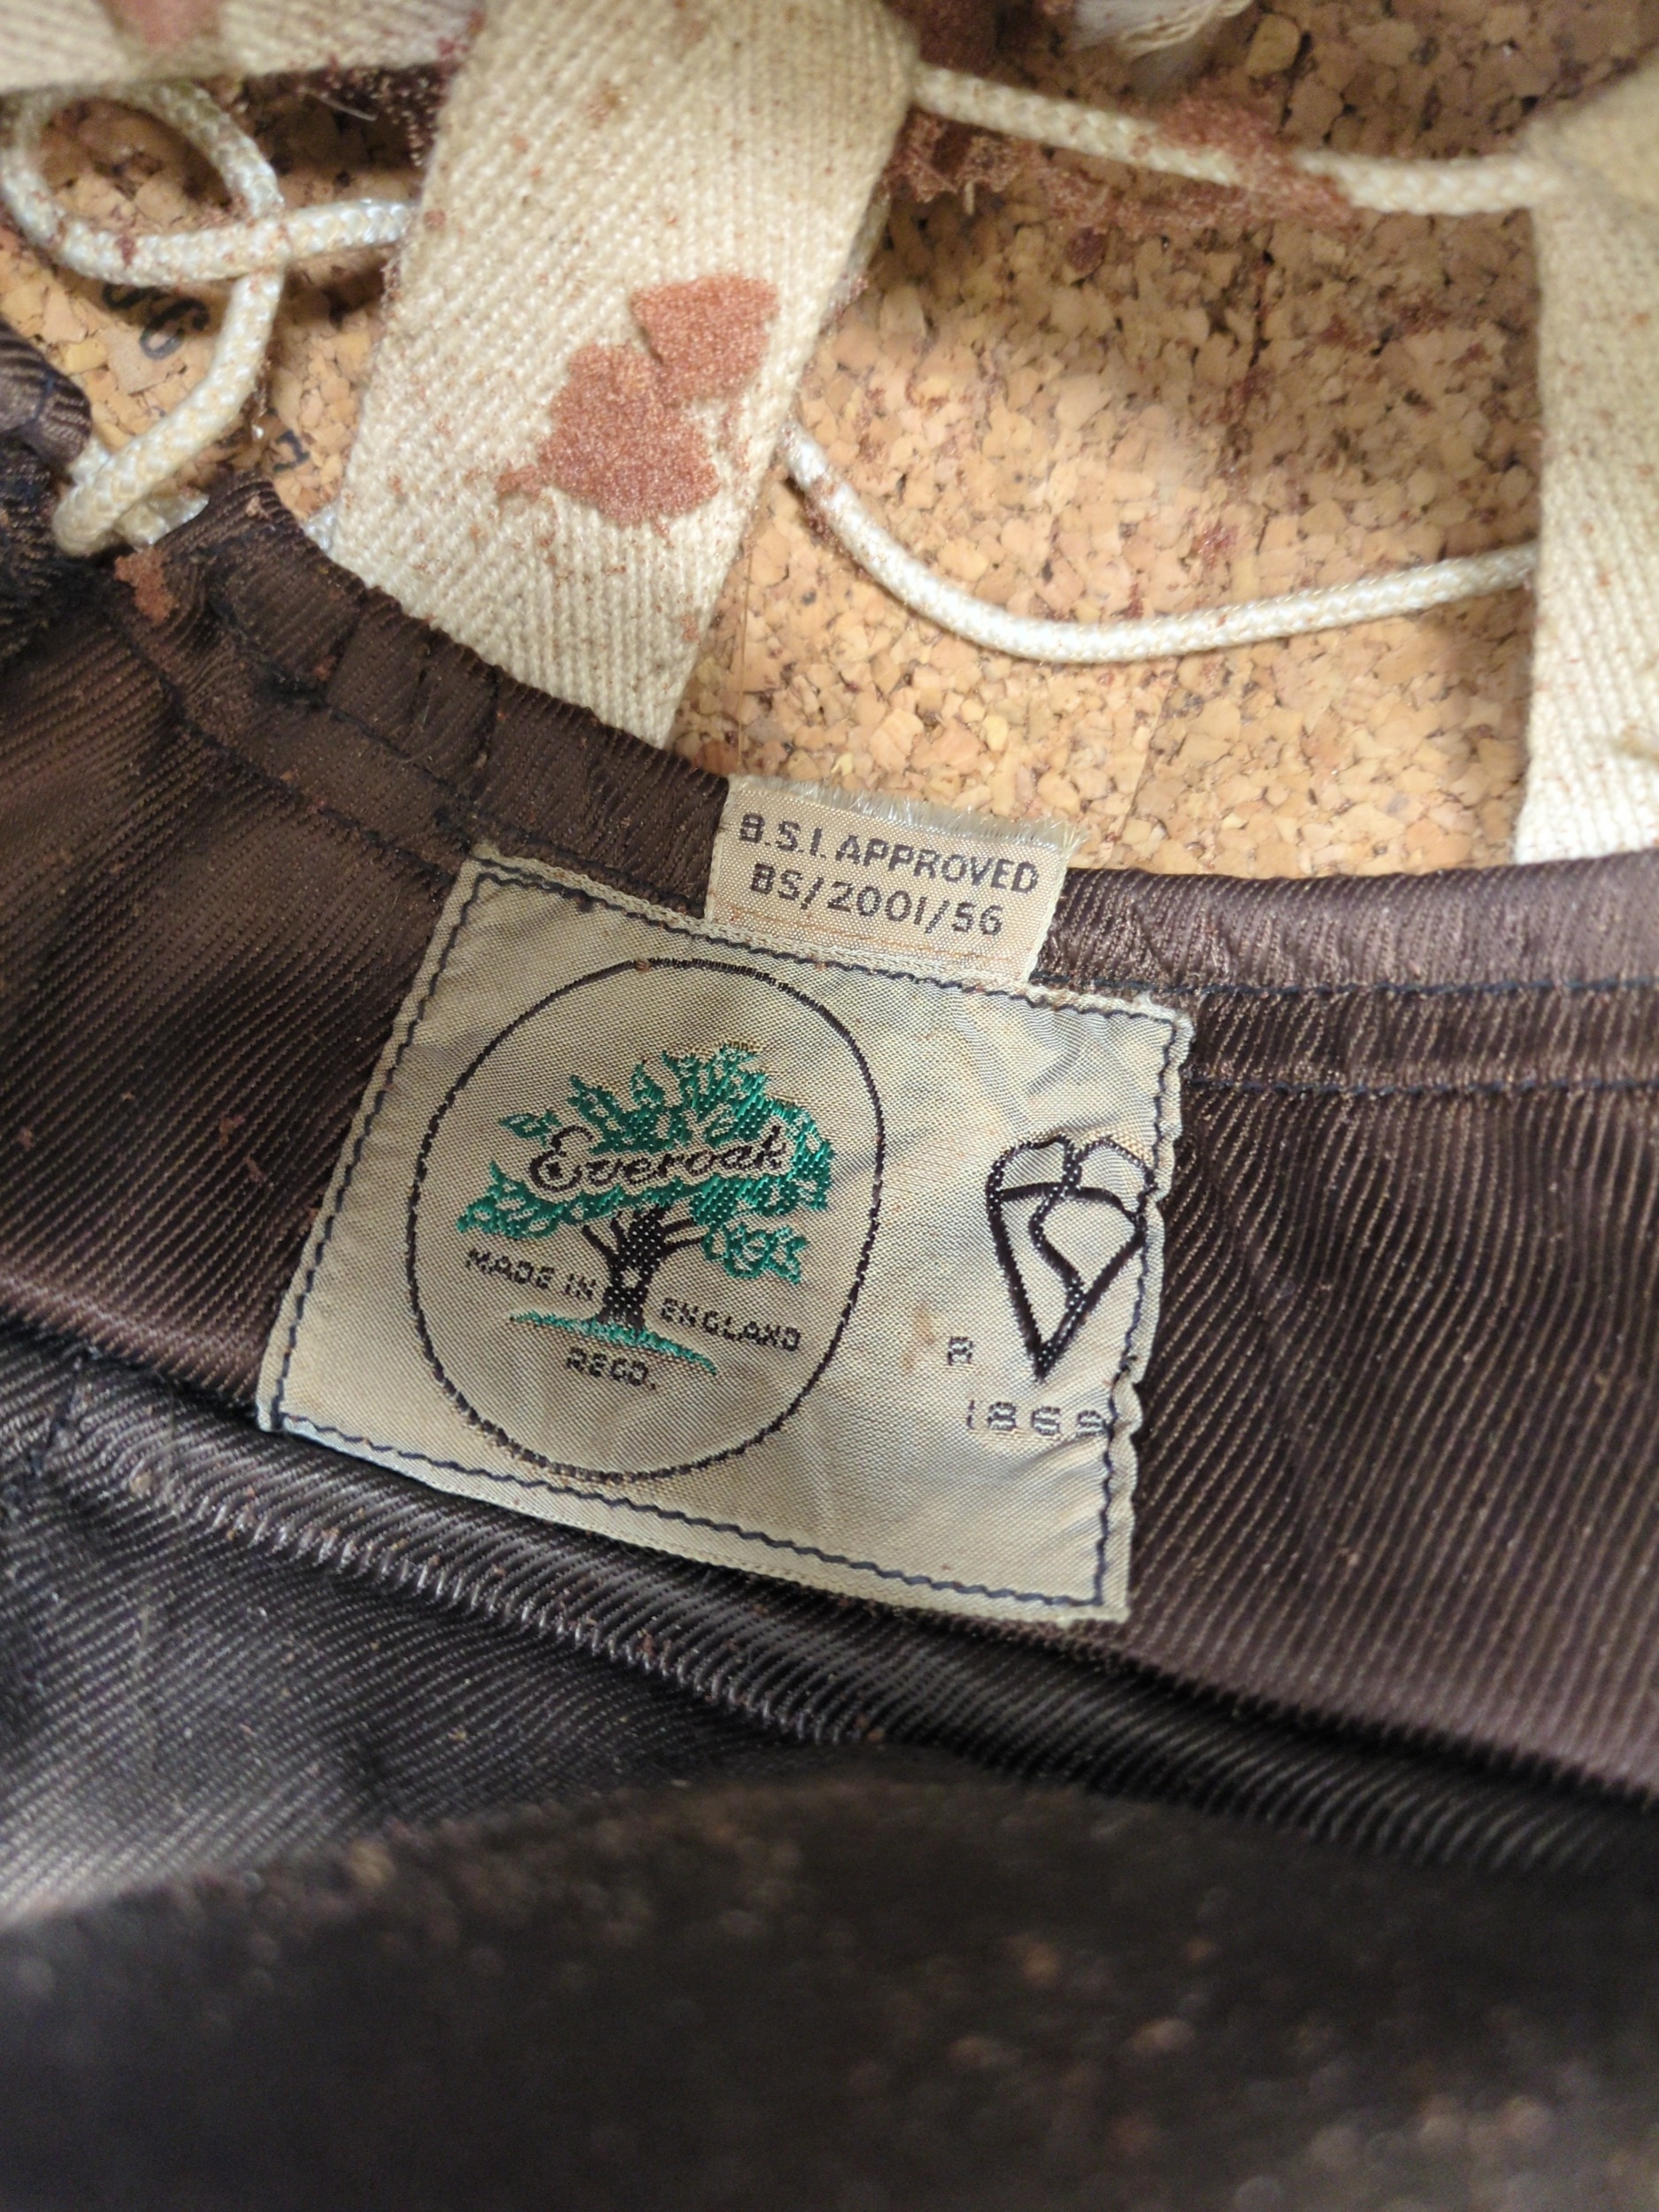 B.S.I. APPROVED
BS/2001/56
Everoak
MADE IN ENGLAND
REGD.
R
1869